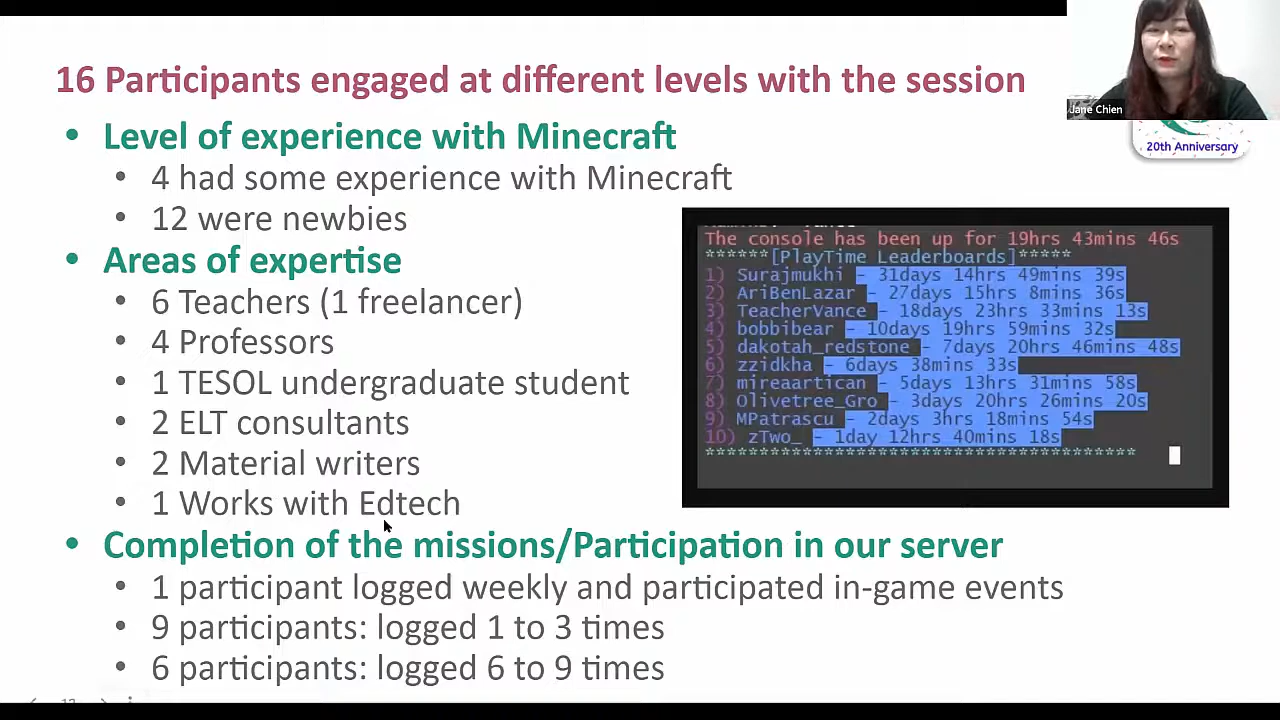 16 Participants engaged at different levels with the session
Jane Chien
20th Anniversary
• Level of experience with Minecraft
• 4 had some experience with Minecraft
• 12 were newbies
• Areas of expertise
• 6 Teachers (1 freelancer)
• 4 Professors
• 1 TESOL undergraduate student
• 2 ELT consultants
• 2 Material writers
• 1 Works with Edtech
The console has been up for 19hrs 43mins 46s
******[PlayTime Leaderboards]*****
1) Surajmukhi - 31days 14hrs 49mins 39s
2) AriBenLazar - 27days 15hrs 8mins 36s
3) TeacherVance - 18days 23hrs 33mins 13s
4) bobbibear - 10days 19hrs 59mins 32s
5) dakotah_redstone - 7days 20hrs 46mins 48s
6) zzidkha - 6days 38mins 33s
7) mireaartican - 5days 13hrs 31mins 58s
8) Olivetree_Gro - 3days 20hrs 26mins 20s
9) MPatrascu - 2days 3hrs 18mins 54s
10) zTwo_ - 1day 12hrs 40mins 18s
****************************************
• Completion of the missions/Participation in our server
• 1 participant logged weekly and participated in-game events
• 9 participants: logged 1 to 3 times
• 6 participants: logged 6 to 9 times